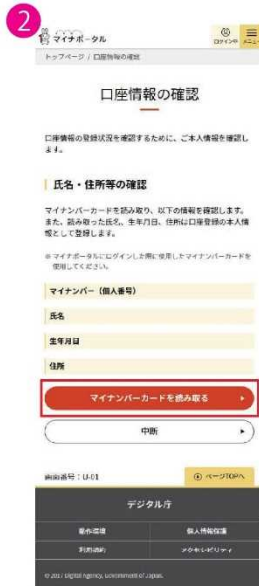 2
マイナポータル
ログイン中 メニュー
トップページ / 口座情報の確認
口座情報の確認
口座情報の登録状況を確認するために、ご本人情報を確認し
ます。
氏名・住所等の確認
マイナンバーカードを読み取り、以下の情報を確認します。
また、読み取った氏名、生年月日、住所は口座登録の本人情
報として登録します。
※マイナポータルにログインした際に使用したマイナンバーカードを
使用してください。
マイナンバー（個人番号）
氏名
生年月日
住所
マイナンバーカードを読み取る
中断
画面番号：U-01
ページTOPへ
デジタル庁
動作環境 個人情報保護
利用規約 アクセシビリティ
© 2017 Digital Agency, Government of Japan.